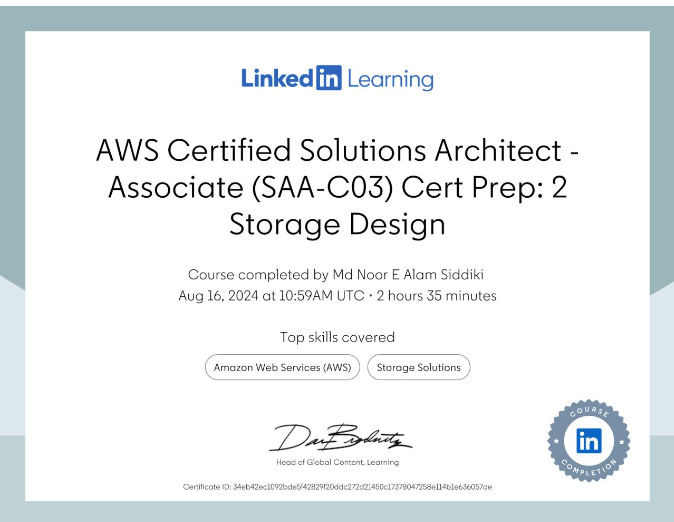 Linked in Learning
AWS Certified Solutions Architect -
Associate (SAA-C03) Cert Prep: 2
Storage Design
Course completed by Md Noor E Alam Siddiki
Aug 16, 2024 at 10:59AM UTC • 2 hours 35 minutes
Top skills covered
Amazon Web Services (AWS) Storage Solutions
Head of Global Content, Learning
COURSE
in
COMPLETION
Certificate ID: 34eb42ec1092bde5f42829f20ddc272d21450c17378047258e114b1e636057de